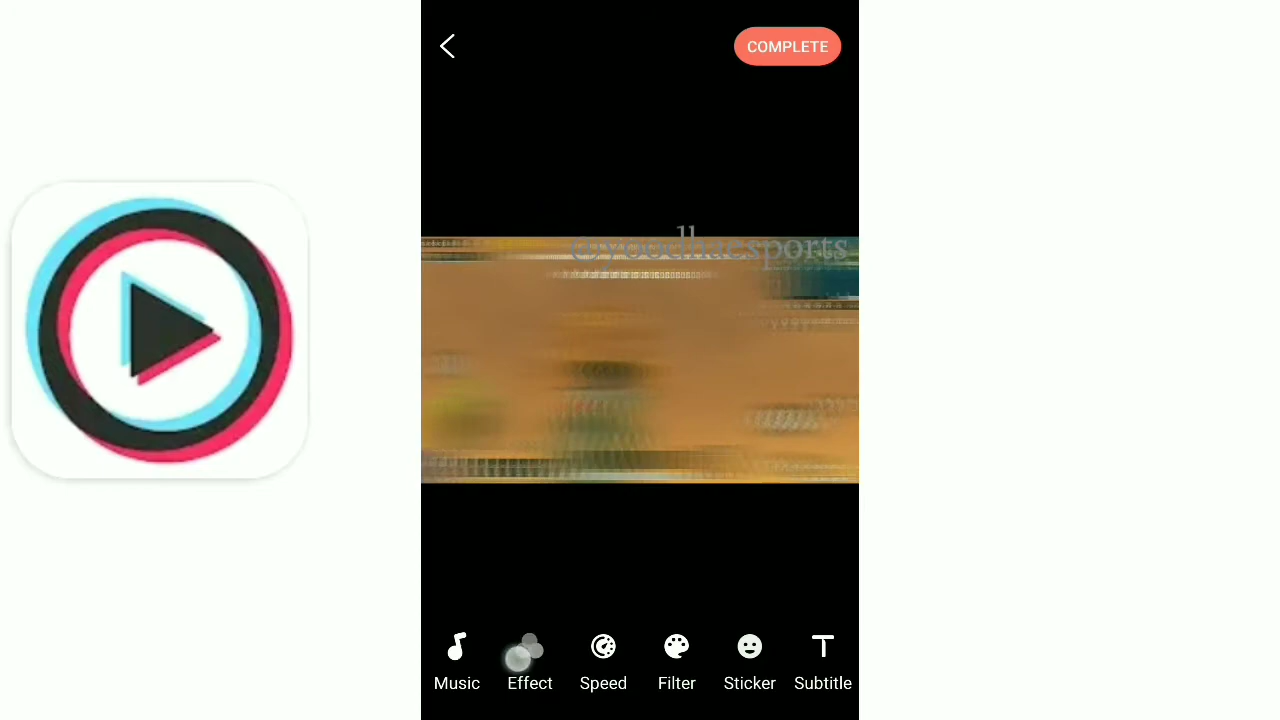 COMPLETE
Music
Effect
Speed
Filter
Sticker
Subtitle